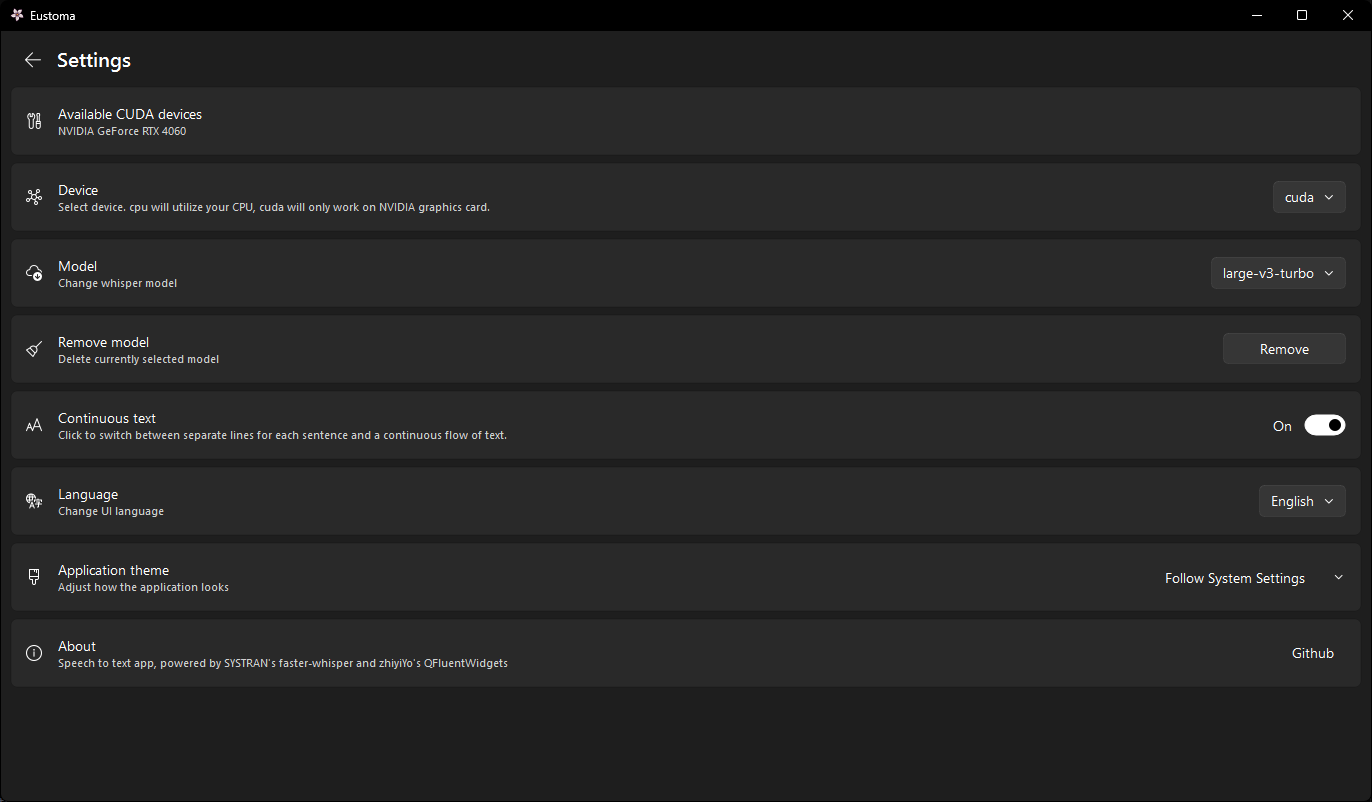 Eustoma
Settings
Available CUDA devices
NVIDIA GeForce RTX 4060
Device
Select device. cpu will utilize your CPU, cuda will only work on NVIDIA graphics card.
cuda
Model
Change whisper model
large-v3-turbo
Remove model
Delete currently selected model
Remove
Continuous text
Click to switch between separate lines for each sentence and a continuous flow of text.
On
Language
Change UI language
English
Application theme
Adjust how the application looks
Follow System Settings
About
Speech to text app, powered by SYSTRAN's faster-whisper and zhiyiYo's QFluentWidgets
Github